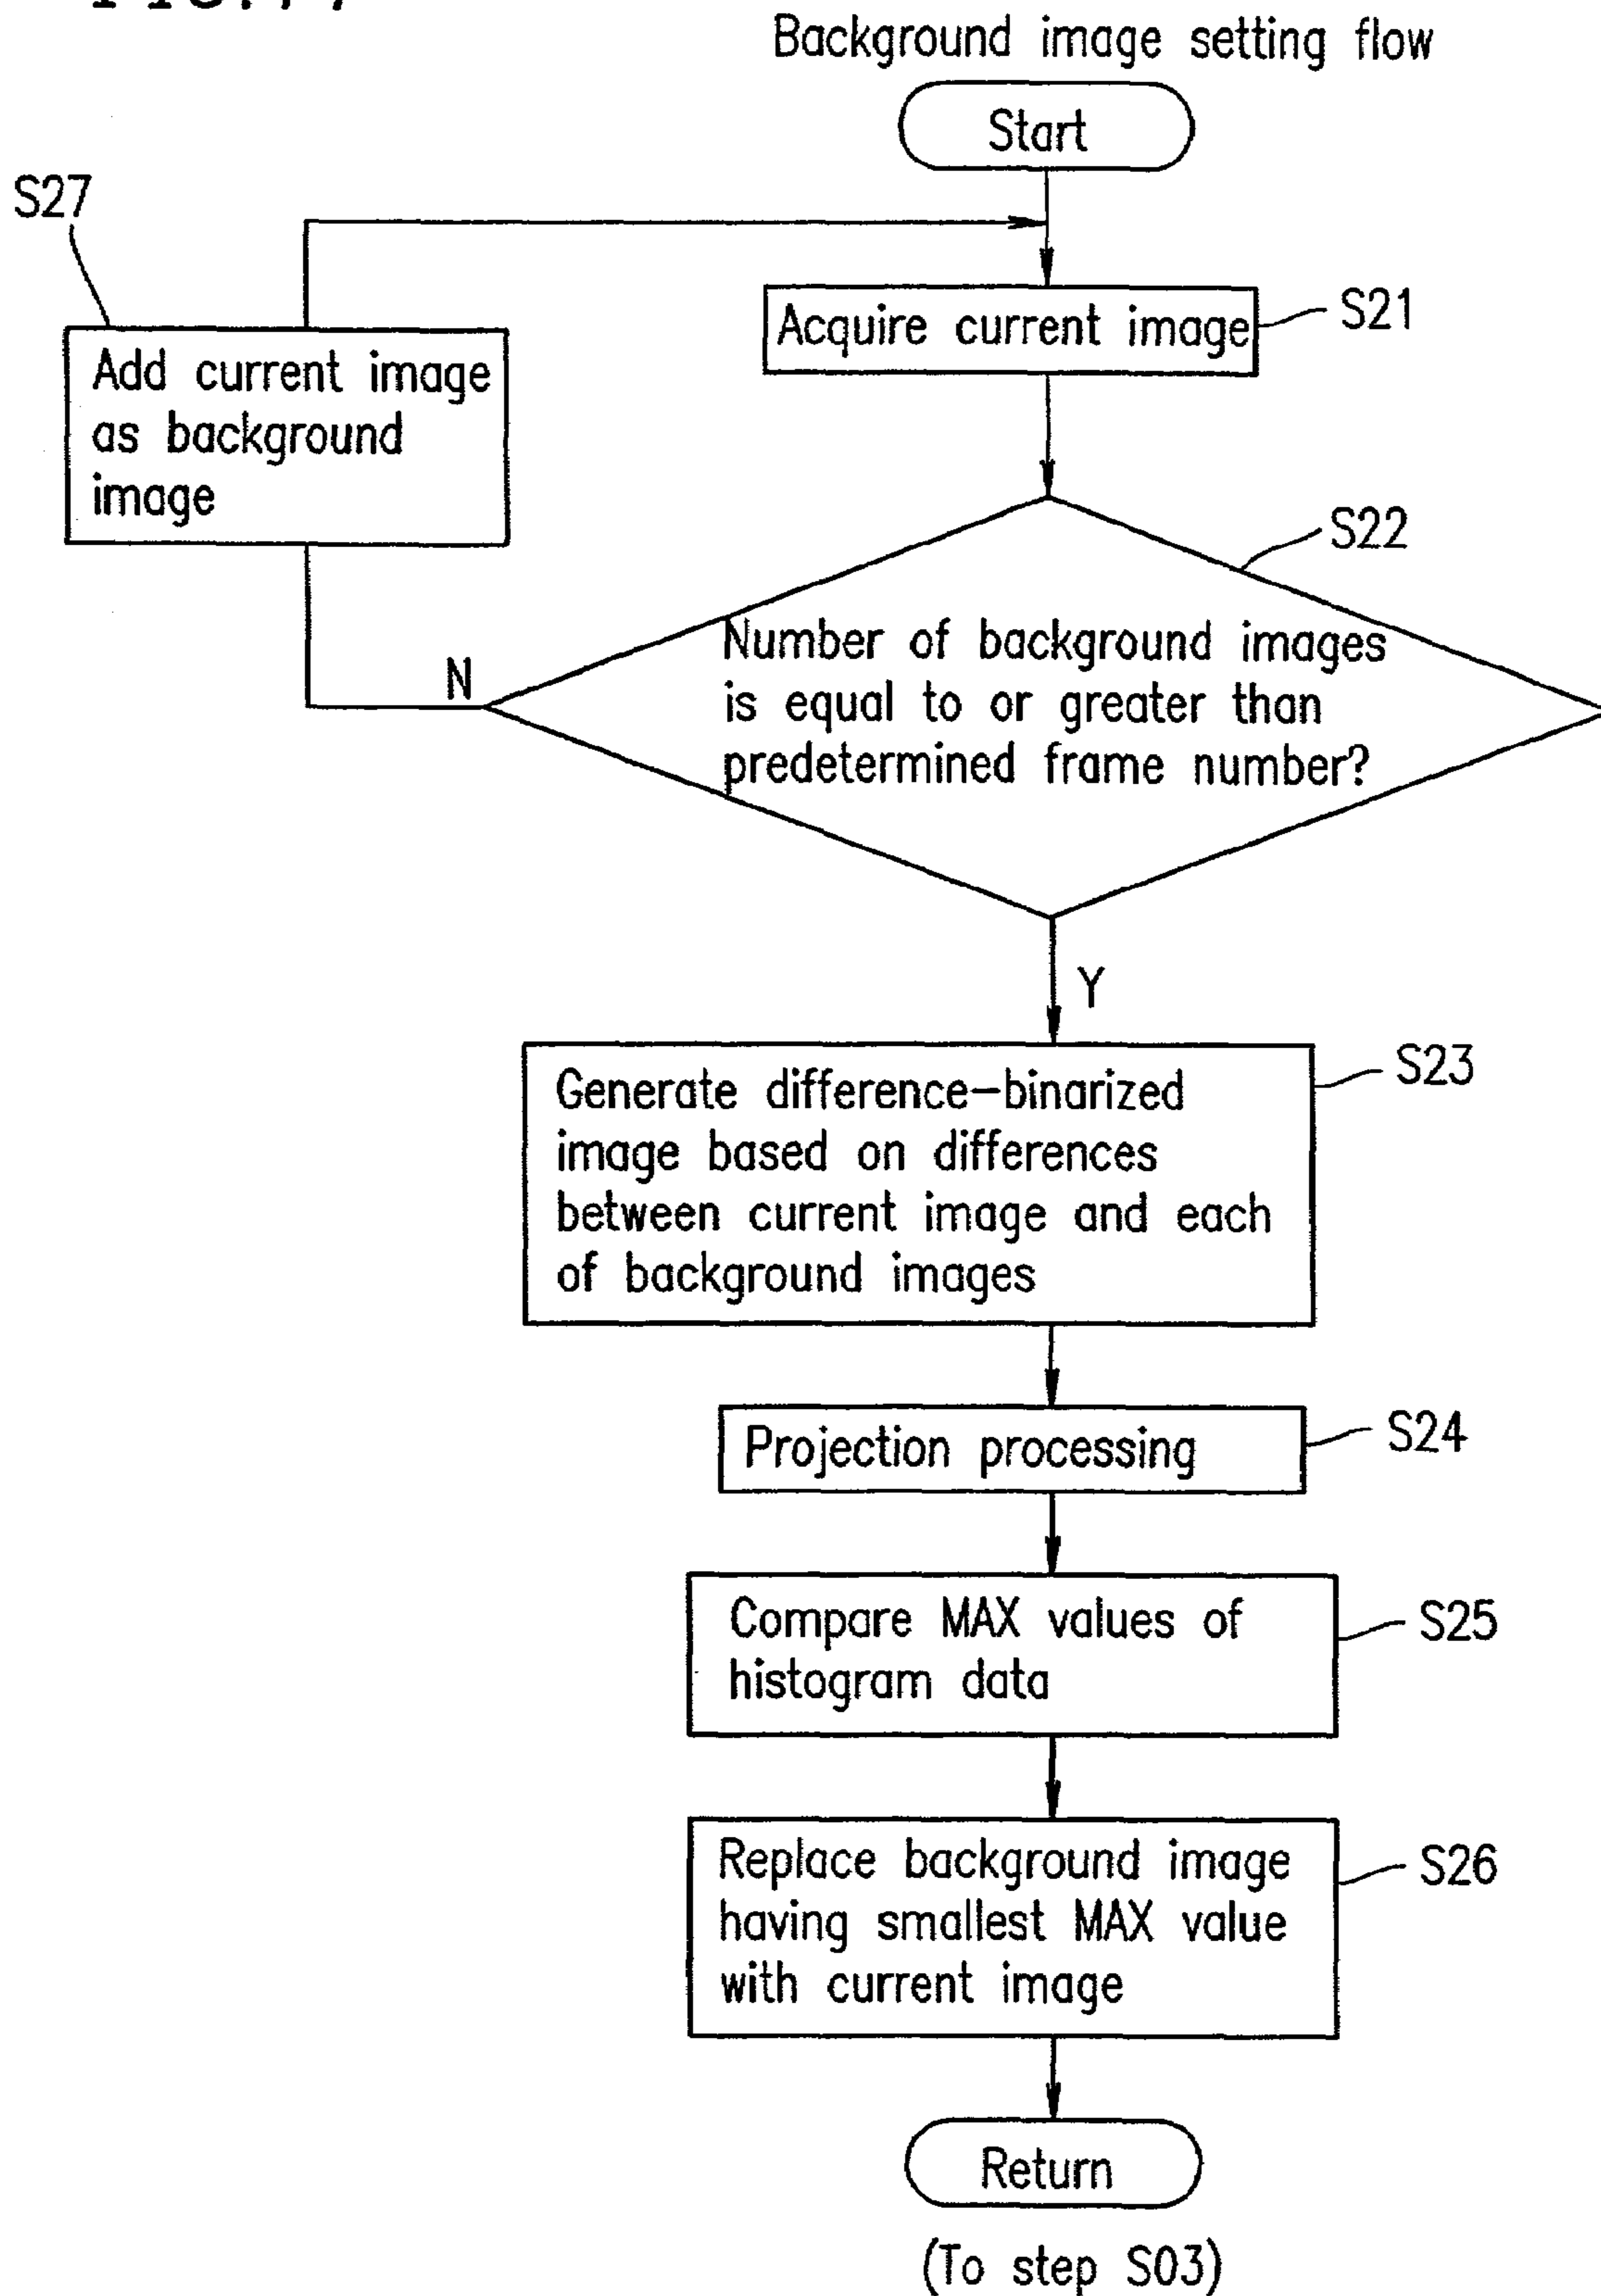 Background image setting flow
Start
S27
S21
Acquire current image
Add current image
as background
image
S22
Number of background images
is equal to or greater than
predetermined frame number?
N
Y
S23
Generate difference-binarized
image based on differences
between current image and each
of background images
S24
Projection processing
S25
Compare MAX values of
histogram data
S26
Replace background image
having smallest MAX value
with current image
Return
(To step S03)